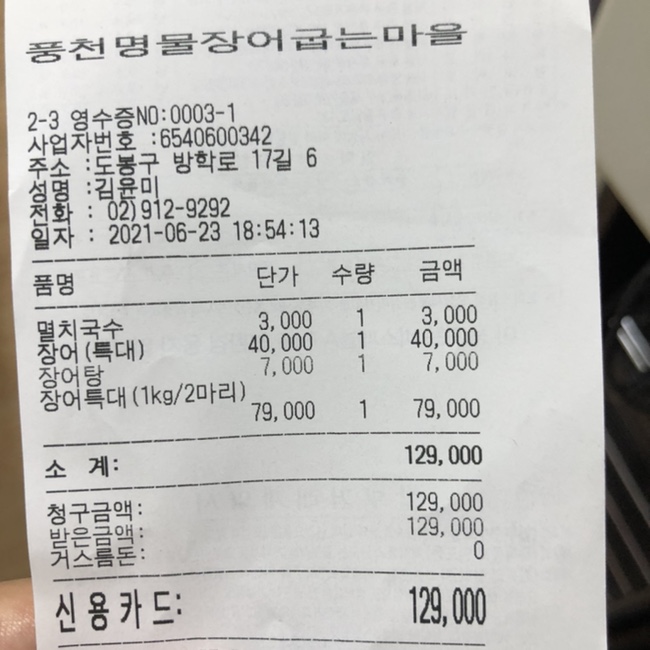 풍천명물장어굽는마을
2-3 영수증NO:0003-1
사업자번호 :6540600342
주소 :도봉구 방학로 17길 6
성명 :김윤미
전화 : 02)912-9292
일자 : 2021-06-23 18:54:13
품명 단가 수량 금액
멸치국수 3,000 1 3,000
장어(특대) 40,000 1 40,000
장어탕 7,000 1 7,000
장어특대(1kg/2마리)
79,000 1 79,000
소 계: 129,000
청구금액: 129,000
받은금액: 129,000
거스름돈: 0
신용카드: 129,000